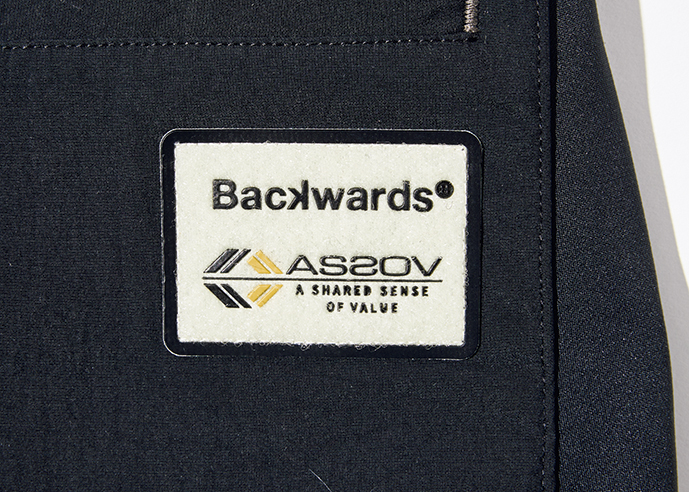 Backwards
AS2OV
A SHARED SENSE
OF VALUE